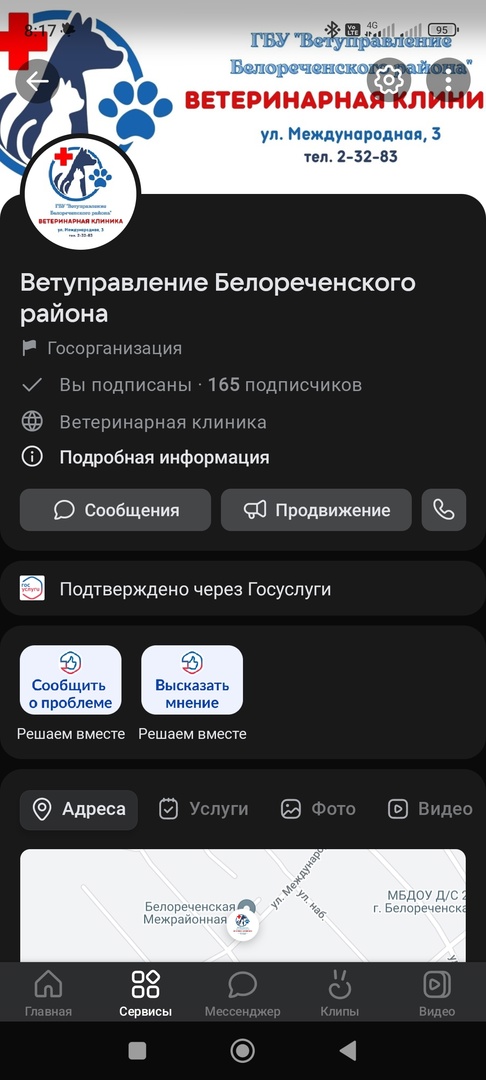 8:17
4G
Vo
LTE
95
ГБУ "Ветуправление
Белореченского района"
ВЕТЕРИНАРНАЯ КЛИНИ
ул. Международная, 3
тел. 2-32-83
ГБУ "Ветуправление
Белореченского района"
ВЕТЕРИНАРНАЯ КЛИНИКА
ул. Международная, 3
тел. 2-32-83
Ветуправление Белореченского
района
Госорганизация
Вы подписаны · 165 подписчиков
Ветеринарная клиника
Подробная информация
Сообщения
Продвижение
гос
услуги
Подтверждено через Госуслуги
Сообщить
о проблеме
Высказать
мнение
Решаем вместе
Решаем вместе
Адреса
Услуги
Фото
Видео
Белореченская
Межрайонная
ул. Междунаро
ул. наб.
МБДОУ Д/С 2
г. Белореченска
Главная
Сервисы
Мессенджер
Клипы
Видео